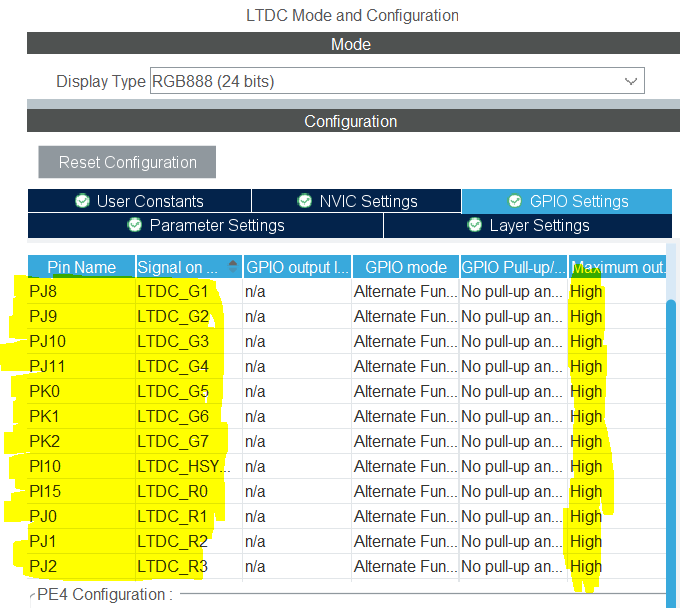 LTDC Mode and Configuration
Mode
Display Type RGB888 (24 bits)
Configuration
Reset Configuration
User Constants NVIC Settings GPIO Settings
Parameter Settings Layer Settings
Pin Name Signal on ... GPIO output l... GPIO mode GPIO Pull-up/... Maximum out...
PJ8 LTDC_G1 n/a Alternate Fun... No pull-up an... High
PJ9 LTDC_G2 n/a Alternate Fun... No pull-up an... High
PJ10 LTDC_G3 n/a Alternate Fun... No pull-up an... High
PJ11 LTDC_G4 n/a Alternate Fun... No pull-up an... High
PK0 LTDC_G5 n/a Alternate Fun... No pull-up an... High
PK1 LTDC_G6 n/a Alternate Fun... No pull-up an... High
PK2 LTDC_G7 n/a Alternate Fun... No pull-up an... High
PI10 LTDC_HSY... n/a Alternate Fun... No pull-up an... High
PI15 LTDC_R0 n/a Alternate Fun... No pull-up an... High
PJ0 LTDC_R1 n/a Alternate Fun... No pull-up an... High
PJ1 LTDC_R2 n/a Alternate Fun... No pull-up an... High
PJ2 LTDC_R3 n/a Alternate Fun... No pull-up an... High
PE4 Configuration :